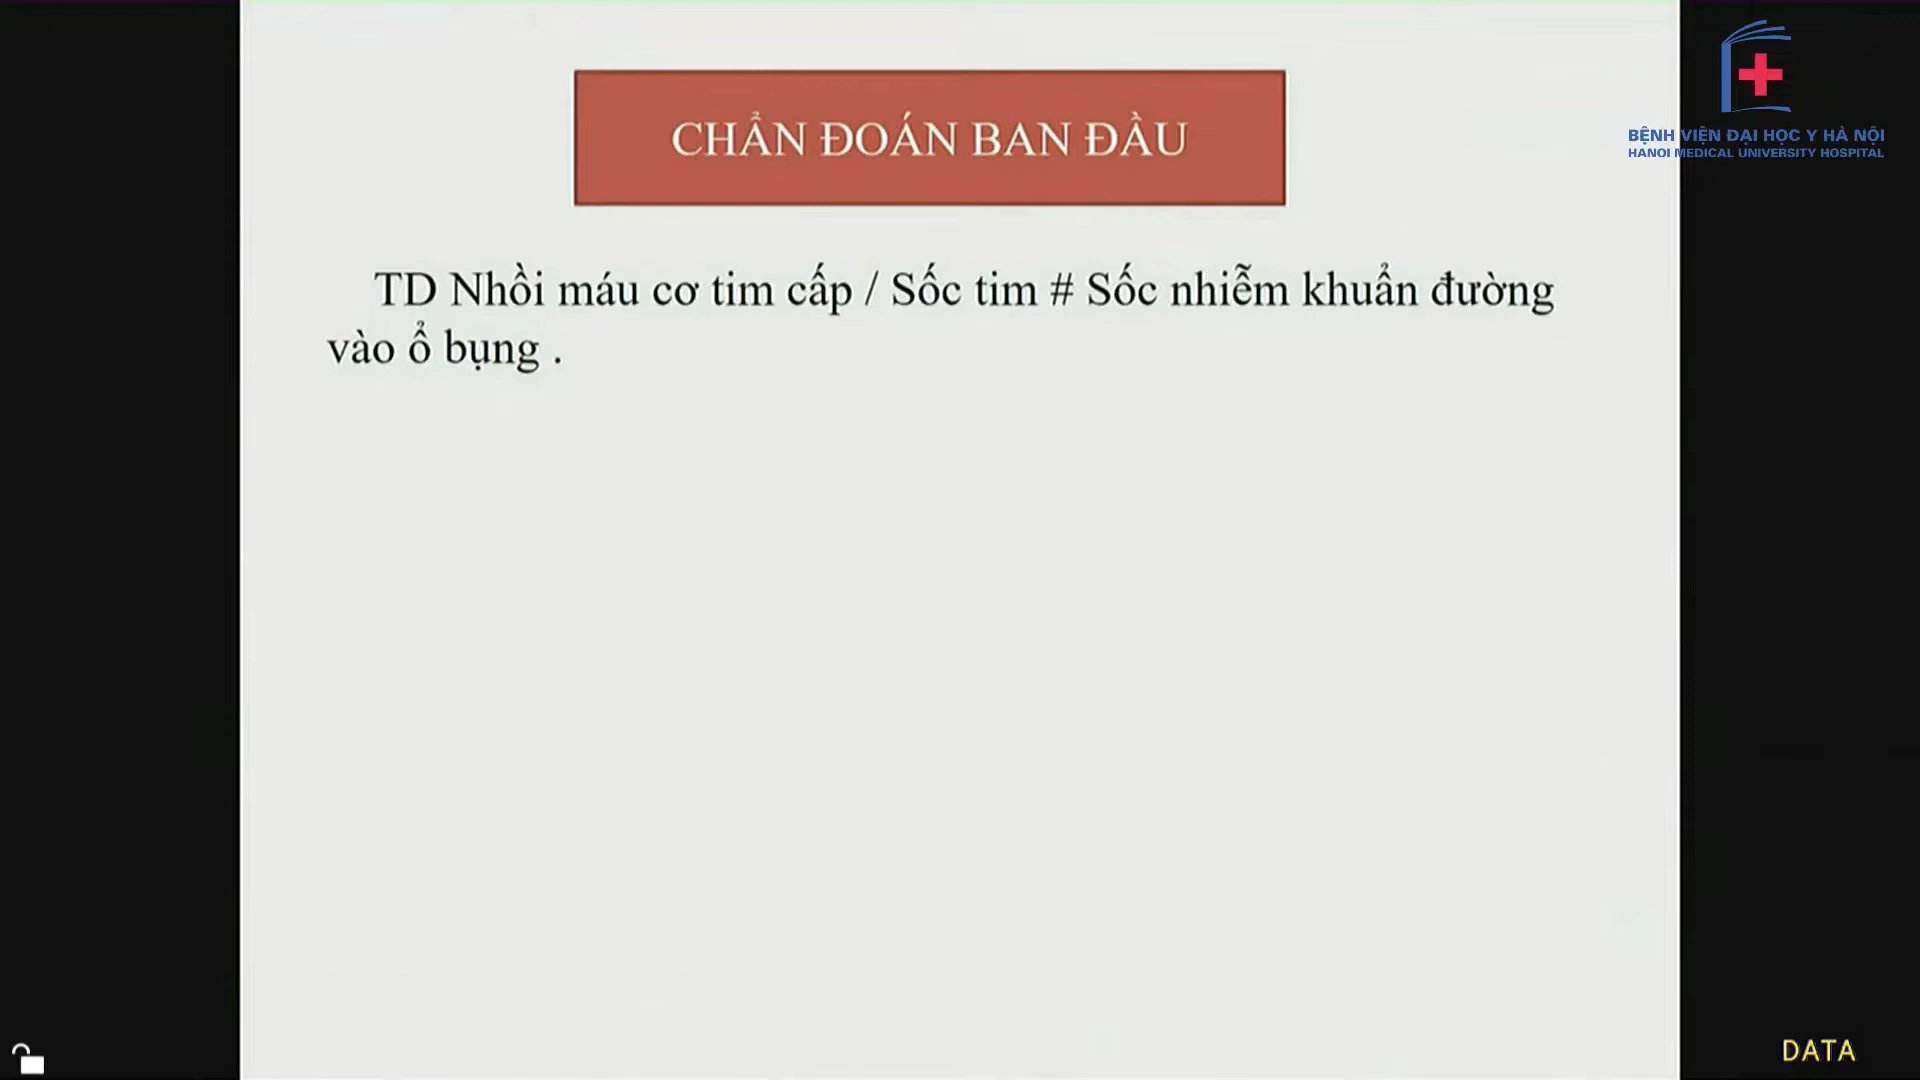 BỆNH VIỆN ĐẠI HỌC Y HÀ NỘI
HANOI MEDICAL UNIVERSITY HOSPITAL
CHẨN ĐOÁN BAN ĐẦU
TD Nhồi máu cơ tim cấp / Sốc tim # Sốc nhiễm khuẩn đường
vào ổ bụng .
DATA